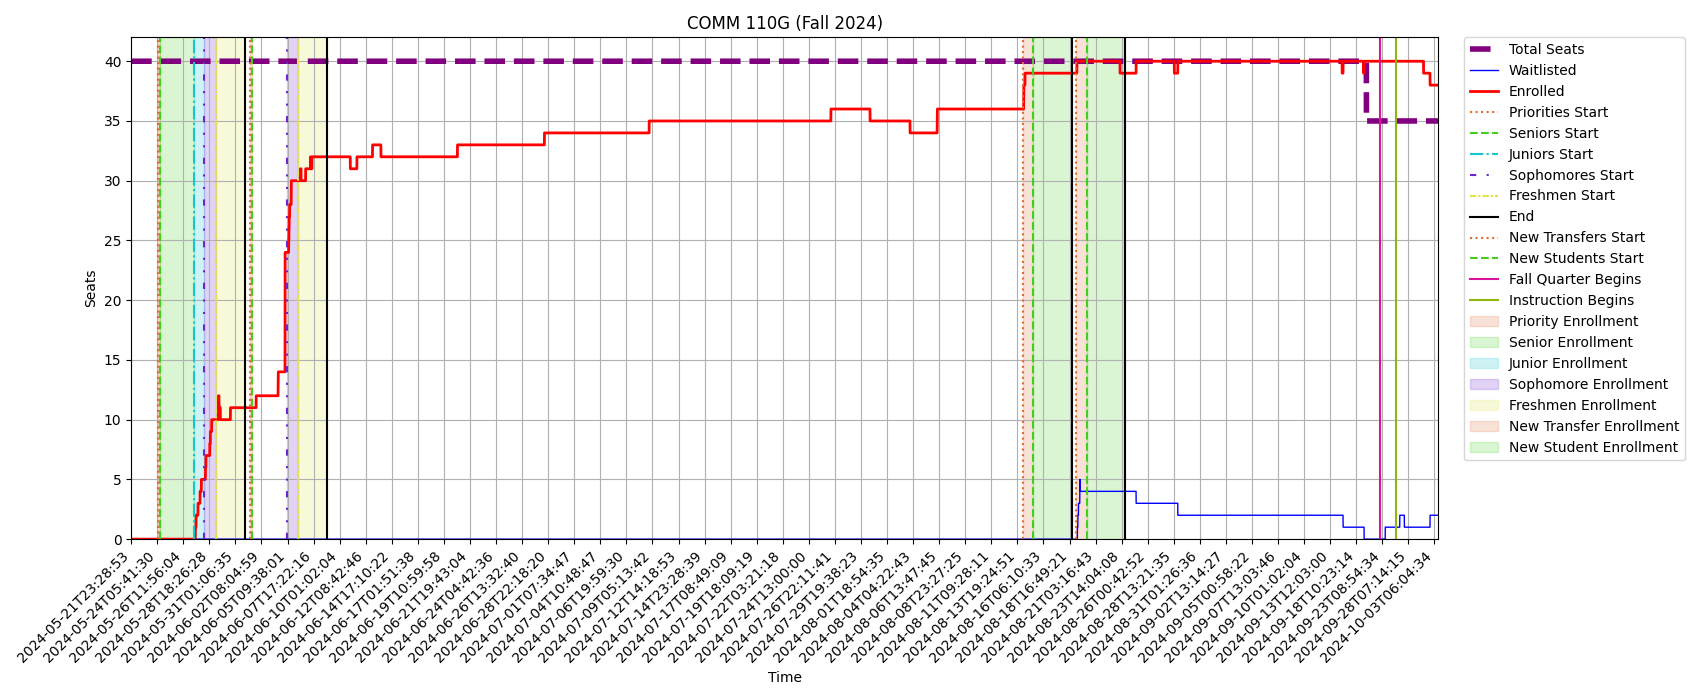 COMM 110G (Fall 2024)
Seats
40
35
30
25
20
15
10
5
0
2024-05-21T23:28:53
2024-05-24T05:41:30
2024-05-26T11:56:04
2024-05-28T18:26:28
2024-05-31T01:06:35
2024-06-02T08:04:59
2024-06-05T09:38:01
2024-06-07T17:22:16
2024-06-10T01:02:04
2024-06-12T08:42:46
2024-06-14T17:10:22
2024-06-17T01:51:38
2024-06-19T10:59:58
2024-06-21T19:43:01
2024-06-24T04:42:36
2024-06-26T13:32:40
2024-06-28T22:18:20
2024-07-01T07:34:47
2024-07-04T10:48:47
2024-07-06T19:59:30
2024-07-09T05:13:42
2024-07-12T14:18:53
2024-07-14T23:28:39
2024-07-17T08:49:09
2024-07-19T18:09:19
2024-07-22T03:21:18
2024-07-24T13:00:00
2024-07-26T22:11:41
2024-07-29T19:38:23
2024-08-01T18:54:35
2024-08-04T04:22:43
2024-08-06T13:47:45
2024-08-08T23:27:25
2024-08-11T09:28:11
2024-08-13T19:24:51
2024-08-16T06:10:33
2024-08-18T16:49:21
2024-08-21T03:16:43
2024-08-23T14:04:08
2024-08-26T00:42:52
2024-08-28T13:21:35
2024-08-31T01:26:36
2024-09-02T13:14:27
2024-09-05T00:58:22
2024-09-07T13:03:46
2024-09-10T01:02:04
2024-09-13T12:03:00
2024-09-18T10:23:14
2024-09-23T08:54:34
2024-09-28T07:14:15
2024-10-03T06:04:34
Time
Total Seats
Waitlisted
Enrolled
Priorities Start
Seniors Start
Juniors Start
Sophomores Start
Freshmen Start
End
New Transfers Start
New Students Start
Fall Quarter Begins
Instruction Begins
Priority Enrollment
Senior Enrollment
Junior Enrollment
Sophomore Enrollment
Freshmen Enrollment
New Transfer Enrollment
New Student Enrollment